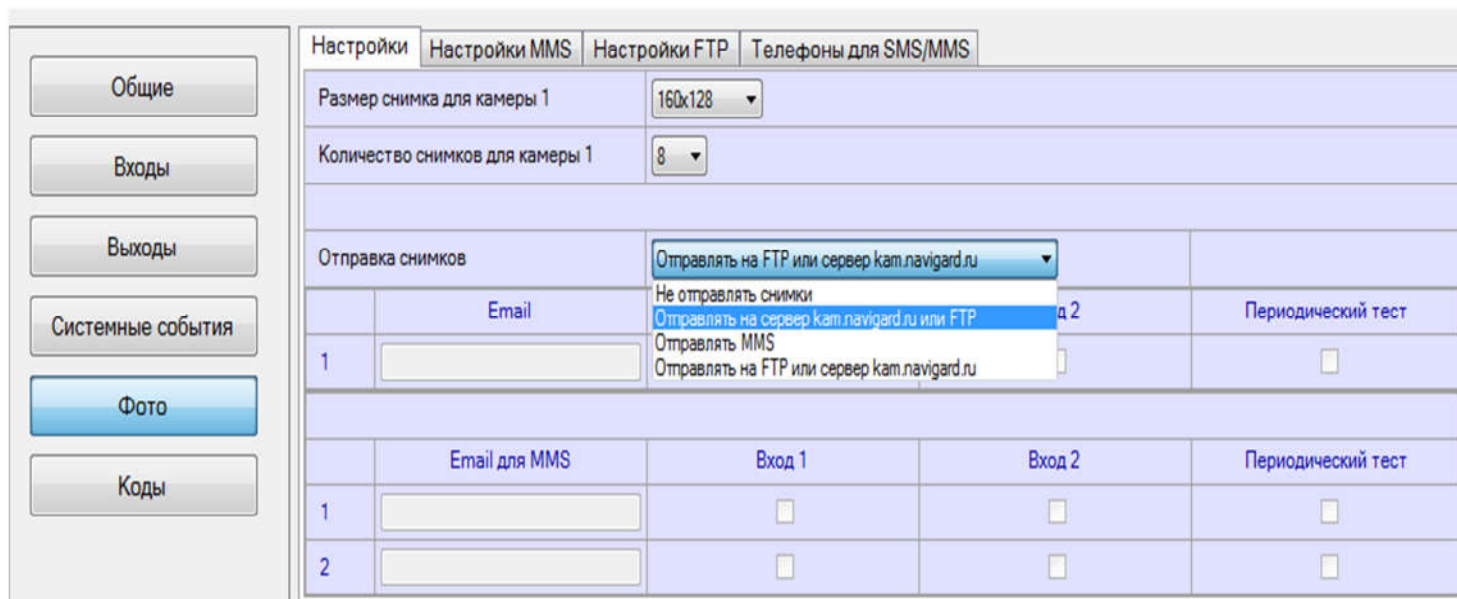 Общие
Входы
Выходы
Системные события
Фото
Коды
Настройки Настройки MMS Настройки FTP Телефоны для SMS/MMS
Размер снимка для камеры 1 160x128
Количество снимков для камеры 1 8
Отправка снимков Отправлять на FTP или сервер kam.navigard.ru
Не отправлять снимки
Отправлять на сервер kam.navigard.ru или FTP
Отправлять MMS
Отправлять на FTP или сервер kam.navigard.ru
Email д 2 Периодический тест
1
Email для MMS Вход 1 Вход 2 Периодический тест
1
2